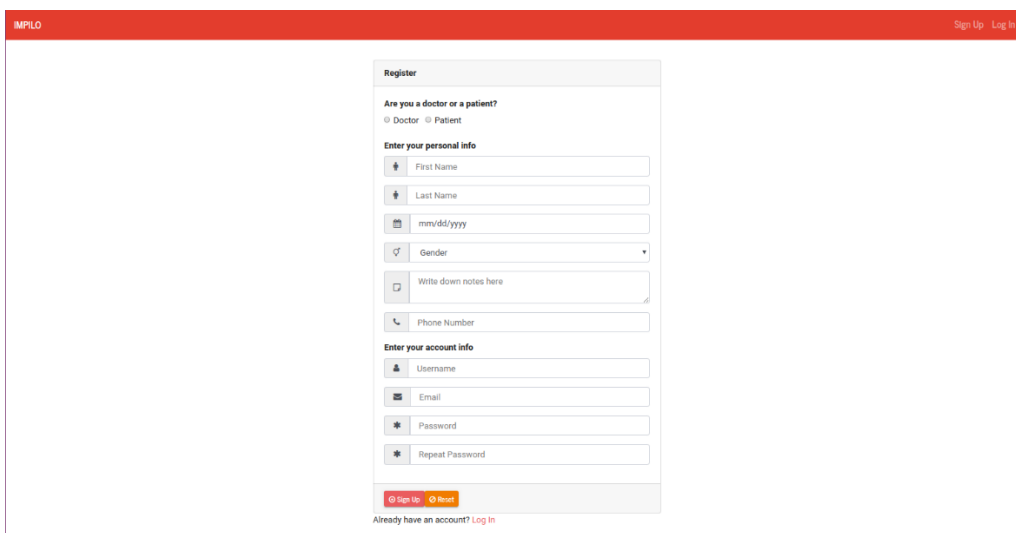 IMPILO
Sign Up Log In
Register
Are you a doctor or a patient?
Doctor Patient
Enter your personal info
First Name
Last Name
mm/dd/yyyy
Gender
Write down notes here
Phone Number
Enter your account info
Username
Email
Password
Repeat Password
Sign Up Reset
Already have an account? Log In